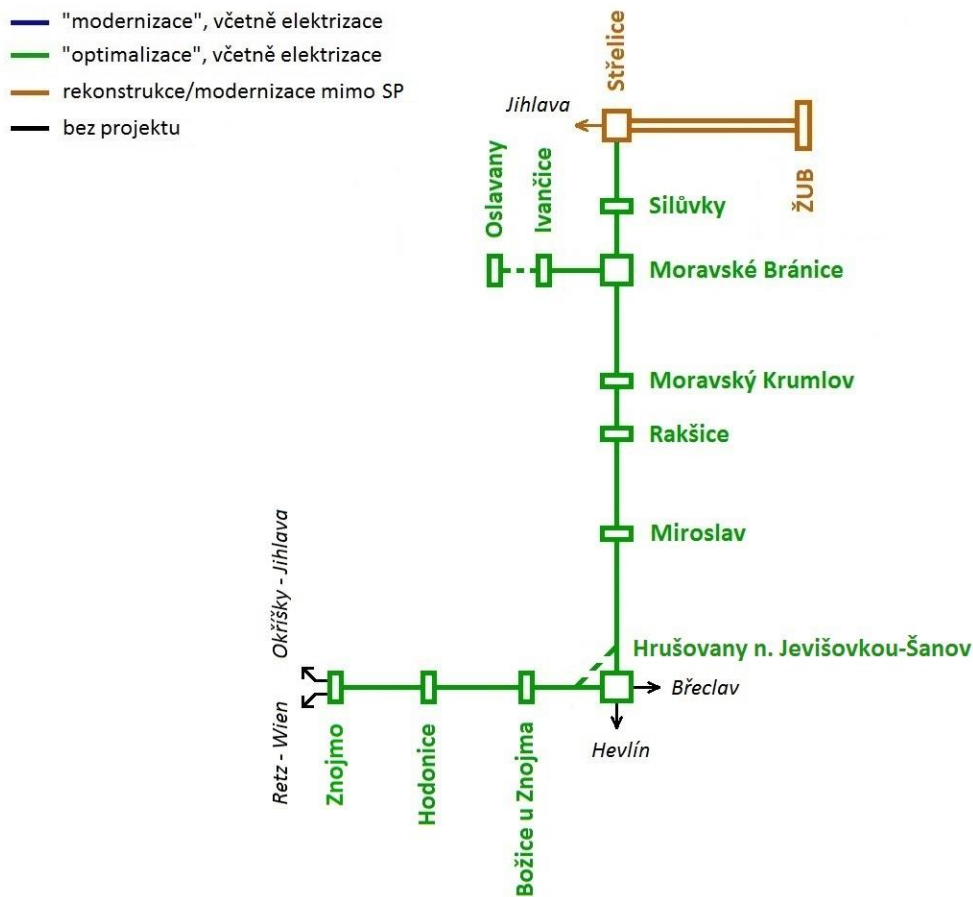 "modernizace", včetně elektrizace
"optimalizace", včetně elektrizace
rekonstrukce/modernizace mimo SP
bez projektu
Střelice
Jihlava
ŽUB
Oslavany
Ivančice
Silůvky
Moravské Bránice
Moravský Krumlov
Rakšice
Miroslav
Hrušovany n. Jevišovkou-Šanov
Okříšky - Jihlava
Retz - Wien
Břeclav
Hevlín
Znojmo
Hodonice
Božice u Znojma